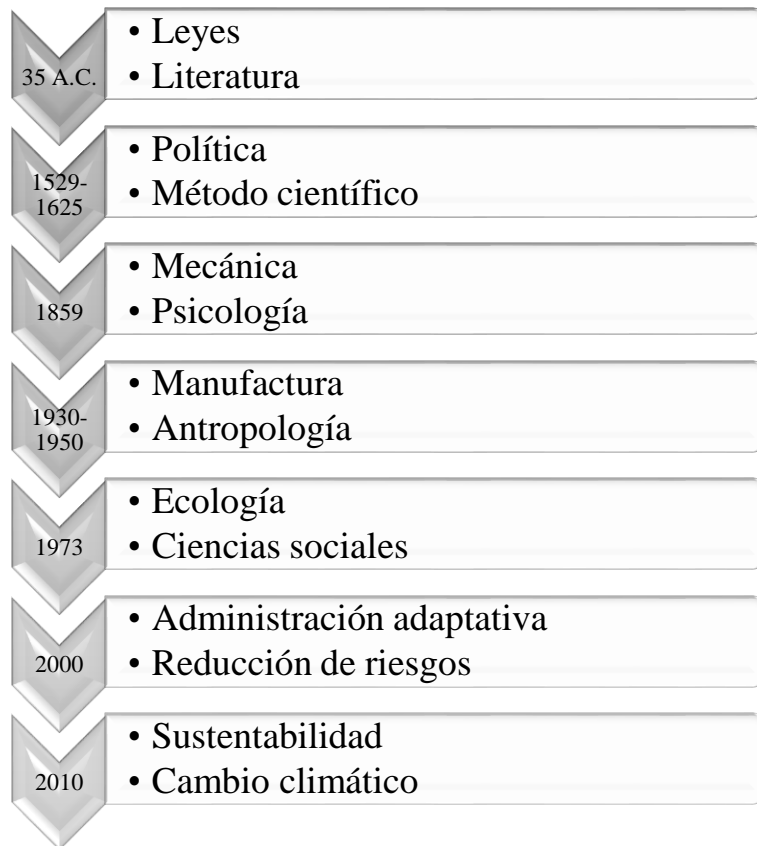 35 A.C.
• Leyes
• Literatura
1529-
1625
• Política
• Método científico
1859
• Mecánica
• Psicología
1930-
1950
• Manufactura
• Antropología
1973
• Ecología
• Ciencias sociales
2000
• Administración adaptativa
• Reducción de riesgos
2010
• Sustentabilidad
• Cambio climático